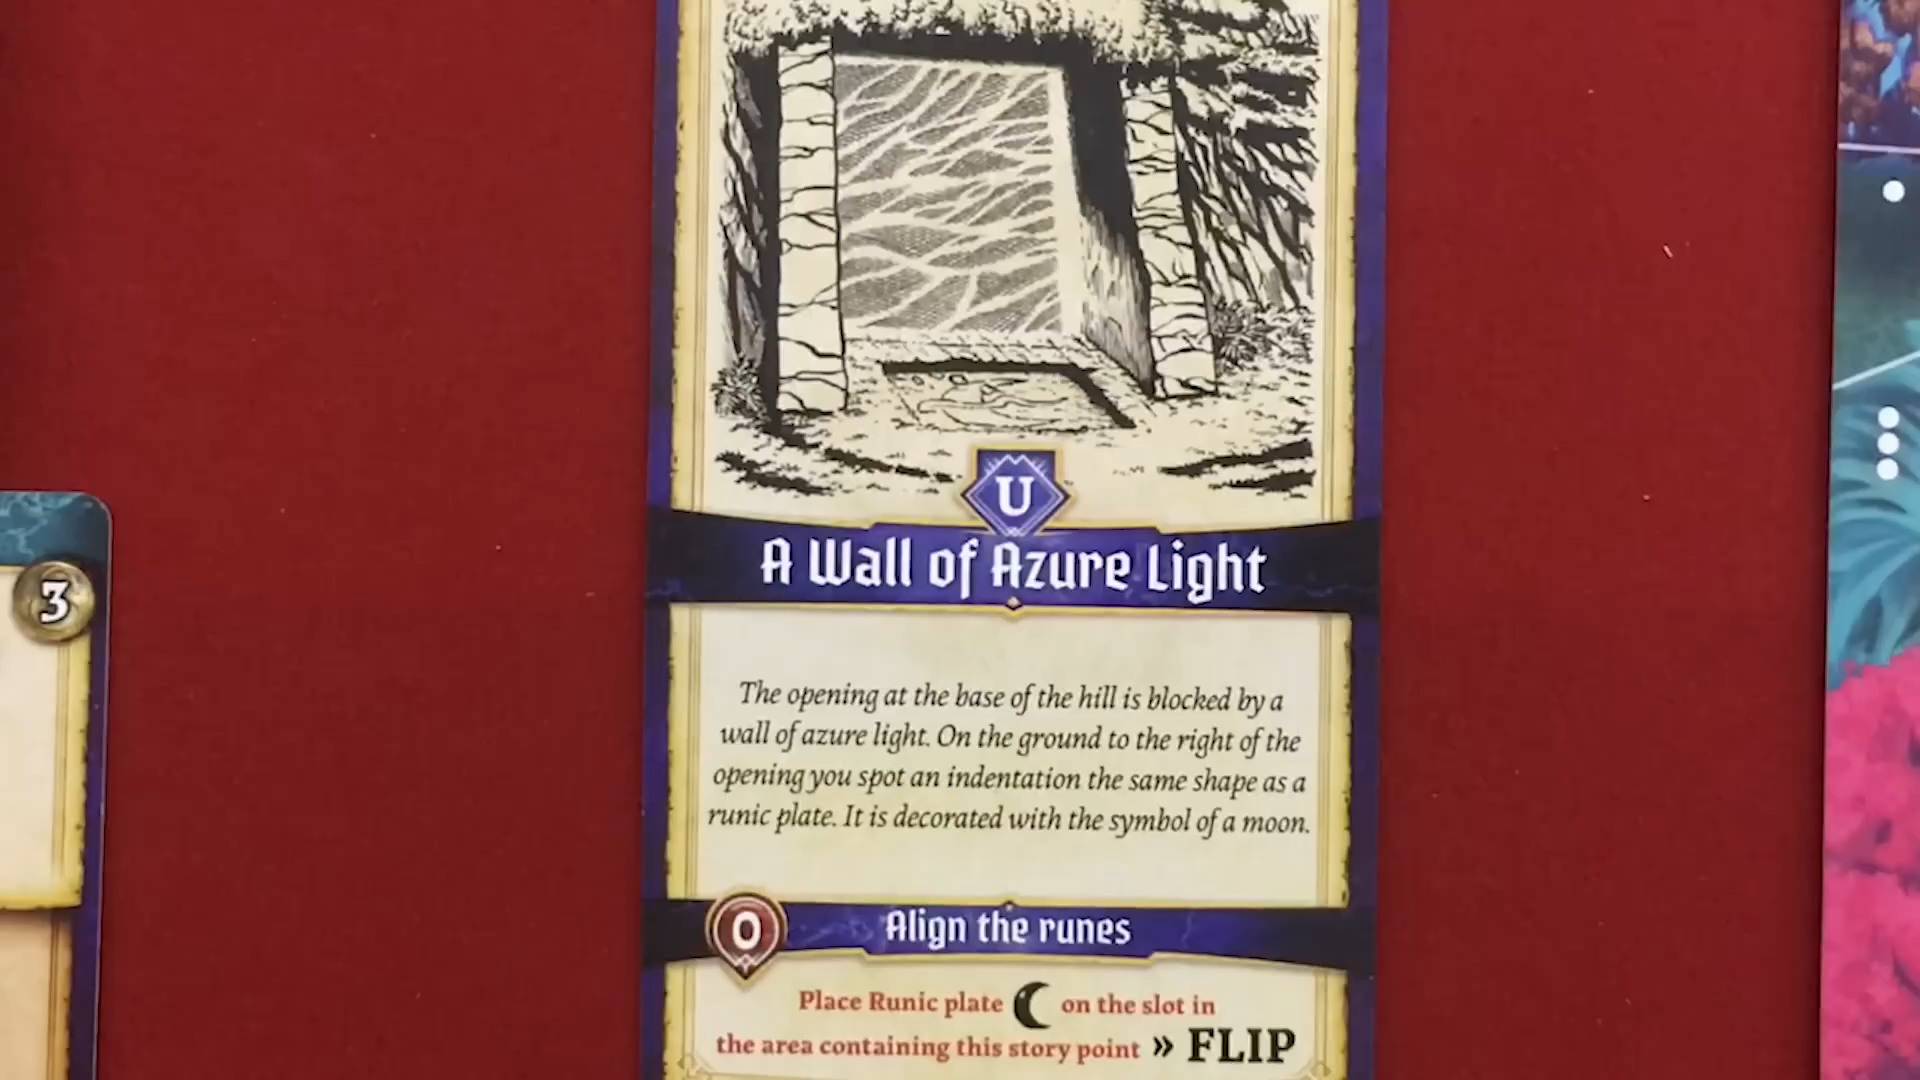 U
A Wall of Azure Light
3
The opening at the base of the hill is blocked by a
wall of azure light. On the ground to the right of the
opening you spot an indentation the same shape as a
runic plate. It is decorated with the symbol of a moon.
0
Align the runes
Place Runic plate on the slot in
the area containing this story point » FLIP